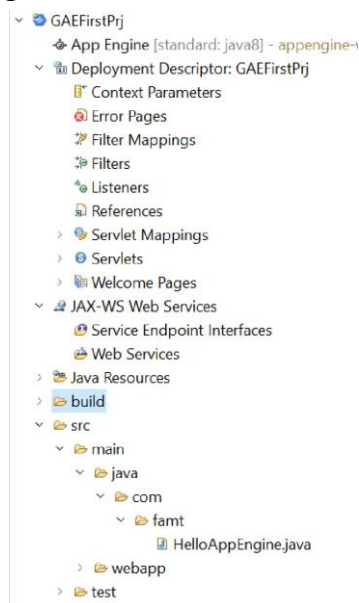 GAEFirstPrj
App Engine [standard: java8] - appengine-w
Deployment Descriptor: GAEFirstPrj
Context Parameters
Error Pages
Filter Mappings
Filters
Listeners
References
Servlet Mappings
Servlets
Welcome Pages
JAX-WS Web Services
Service Endpoint Interfaces
Web Services
Java Resources
build
src
main
java
com
famt
HelloAppEngine.java
webapp
test